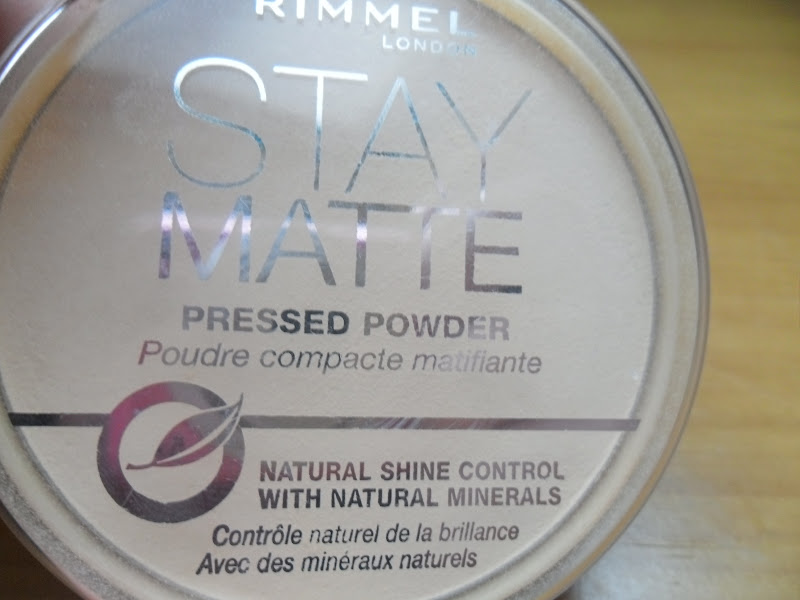 RIMMEL
LONDON
STAY
MATTE
PRESSED POWDER
Poudre compacte matifiante
NATURAL SHINE CONTROL
WITH NATURAL MINERALS
Contrôle naturel de la brillance
Avec des minéraux naturels